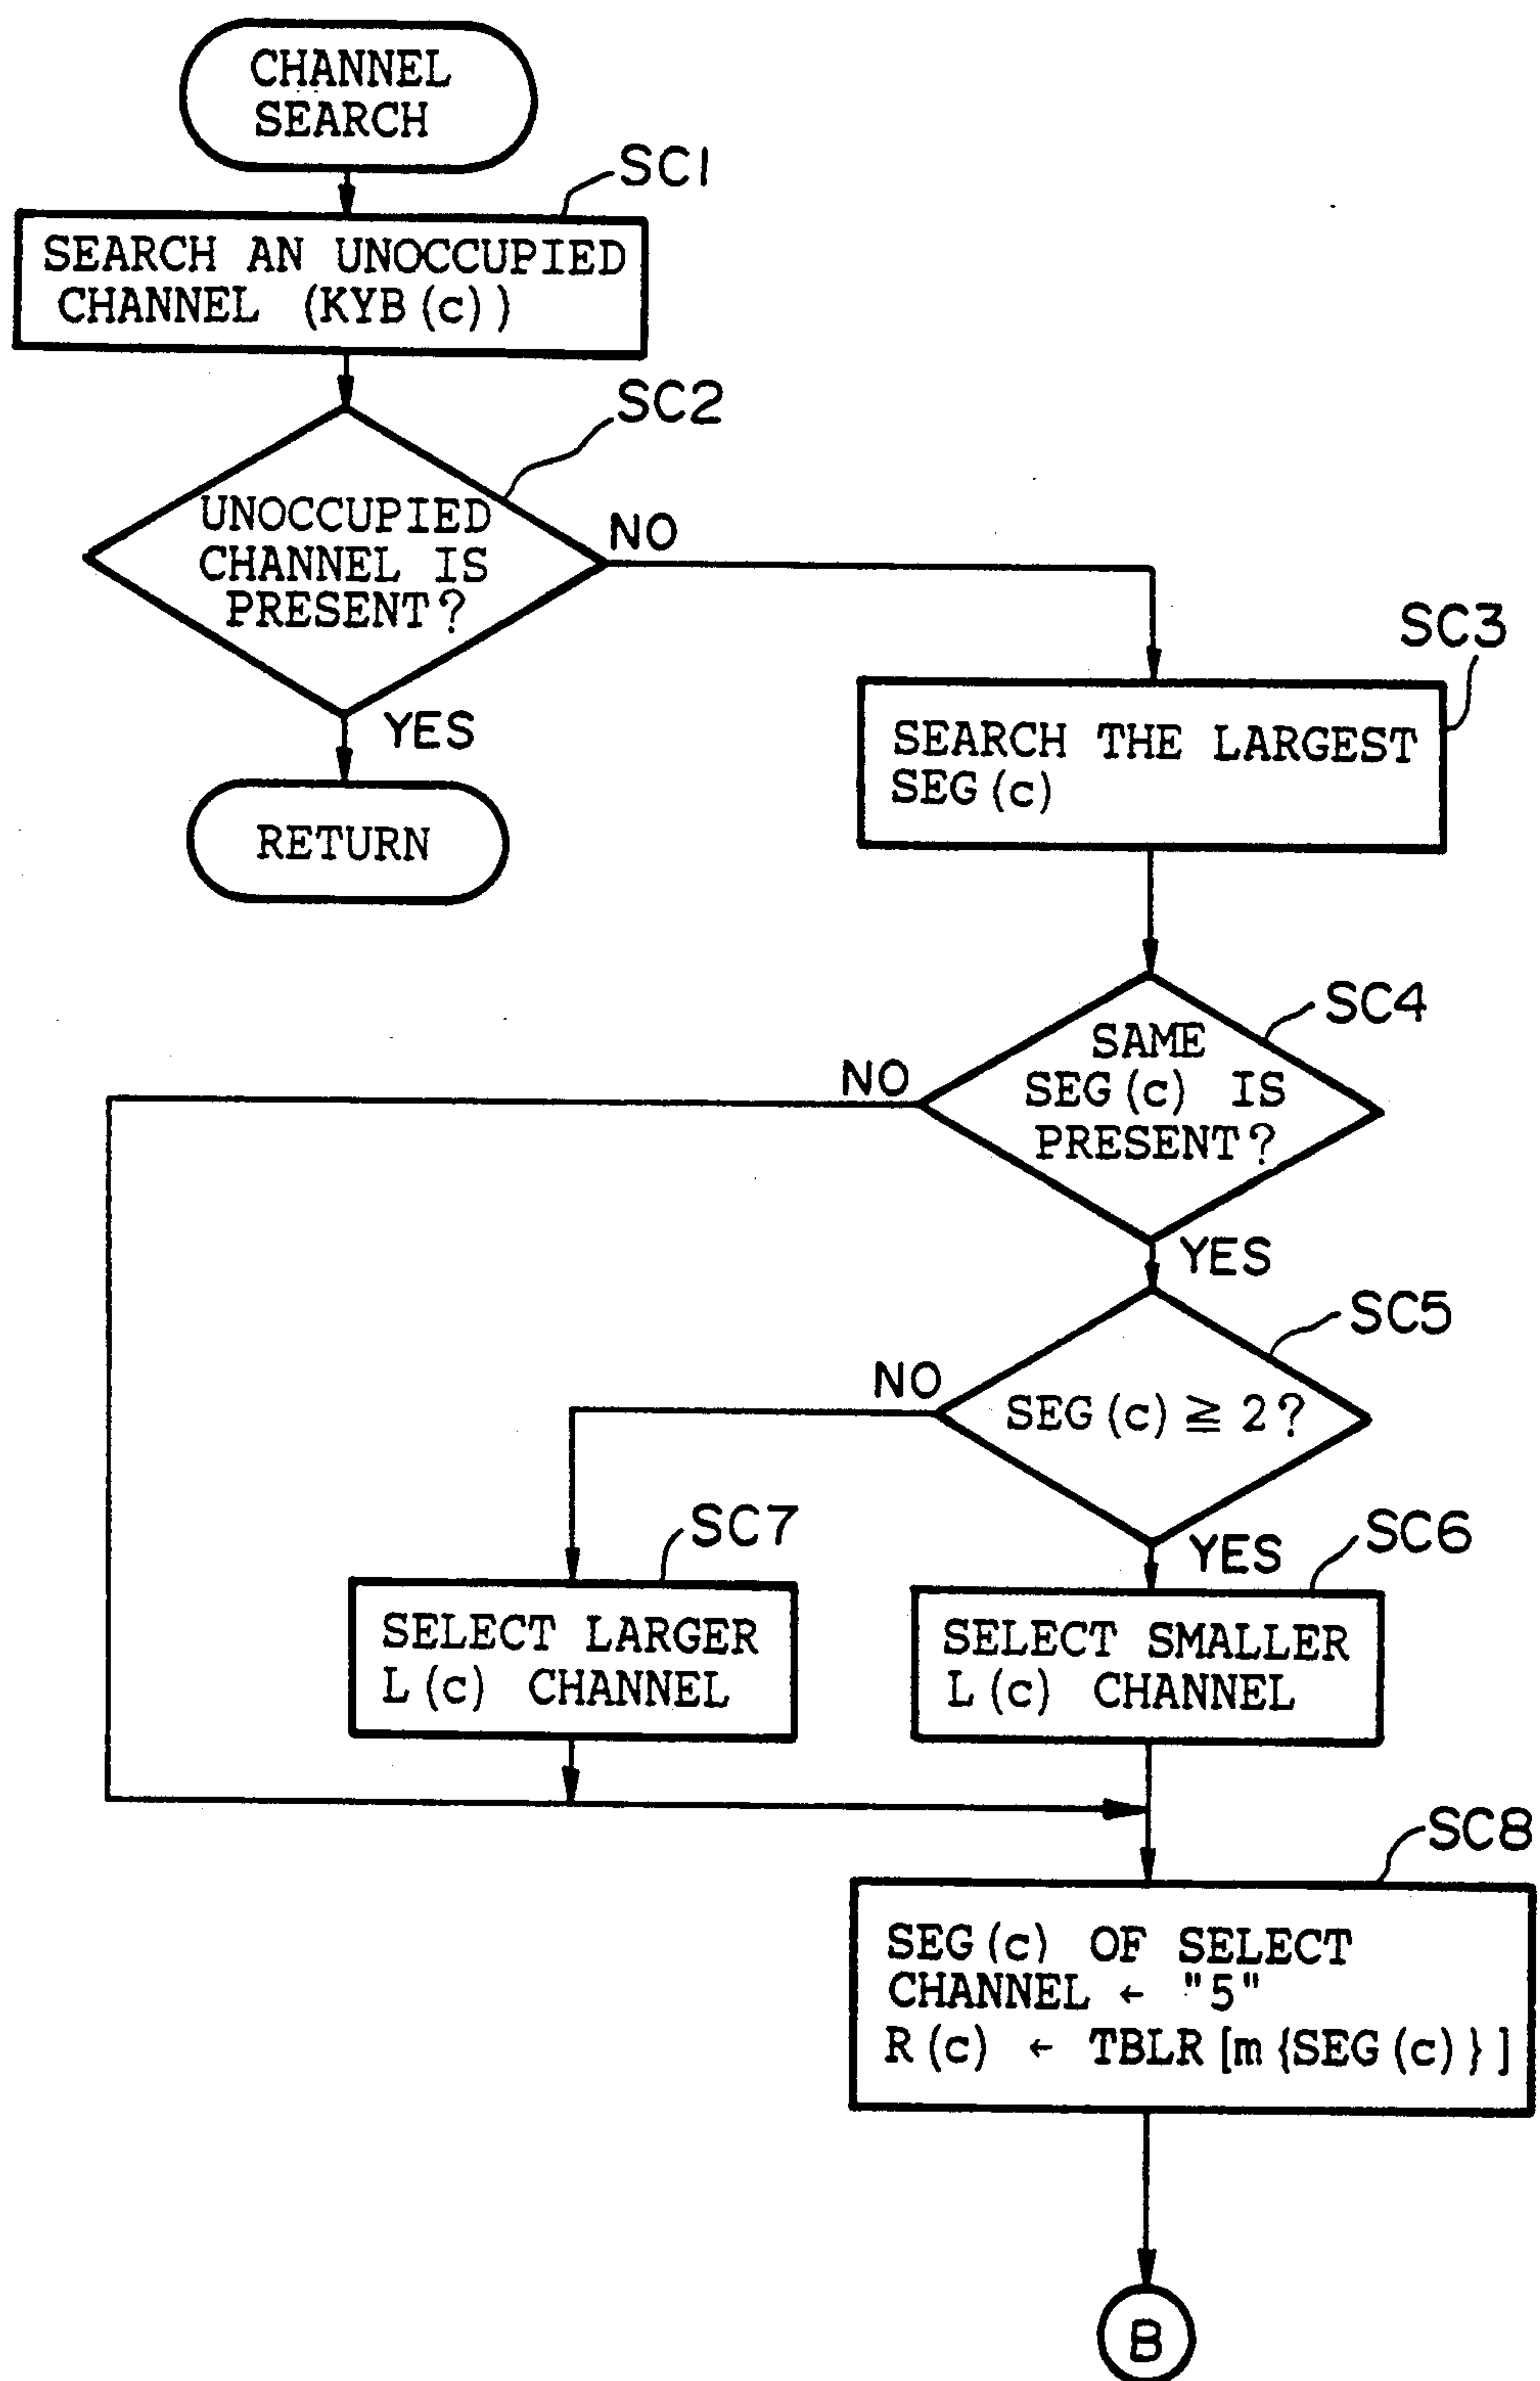 CHANNEL
SEARCH
SC1
SEARCH AN UNOCCUPIED
CHANNEL (KYB(c))
SC2
UNOCCUPIED
CHANNEL IS
PRESENT?
NO
YES
RETURN
SC3
SEARCH THE LARGEST
SEG(c)
SC4
SAME
SEG(c) IS
PRESENT?
NO
YES
SC5
SEG(c) ≧ 2?
NO
YES
SC7
SELECT LARGER
L(c) CHANNEL
SC6
SELECT SMALLER
L(c) CHANNEL
SC8
SEG(c) OF SELECT
CHANNEL ← "5"
R(c) ← TBLR[m{SEG(c)}]
B